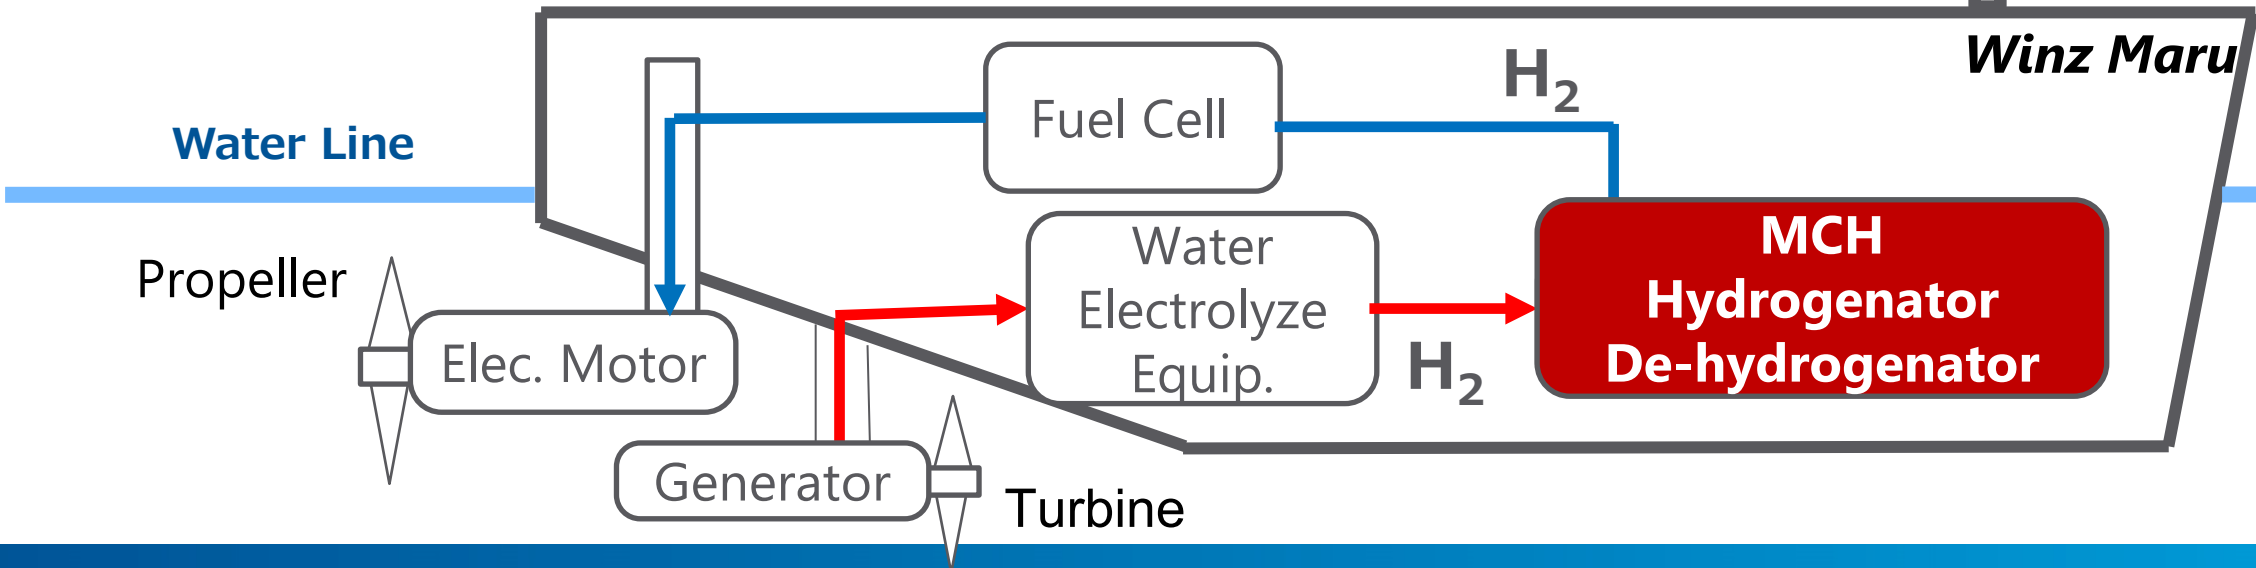 Winz Maru
H₂
Fuel Cell
Water Line
Water
Electrolyze
Equip.
MCH
Hydrogenator
De-hydrogenator
Propeller
Elec. Motor
H₂
Generator
Turbine